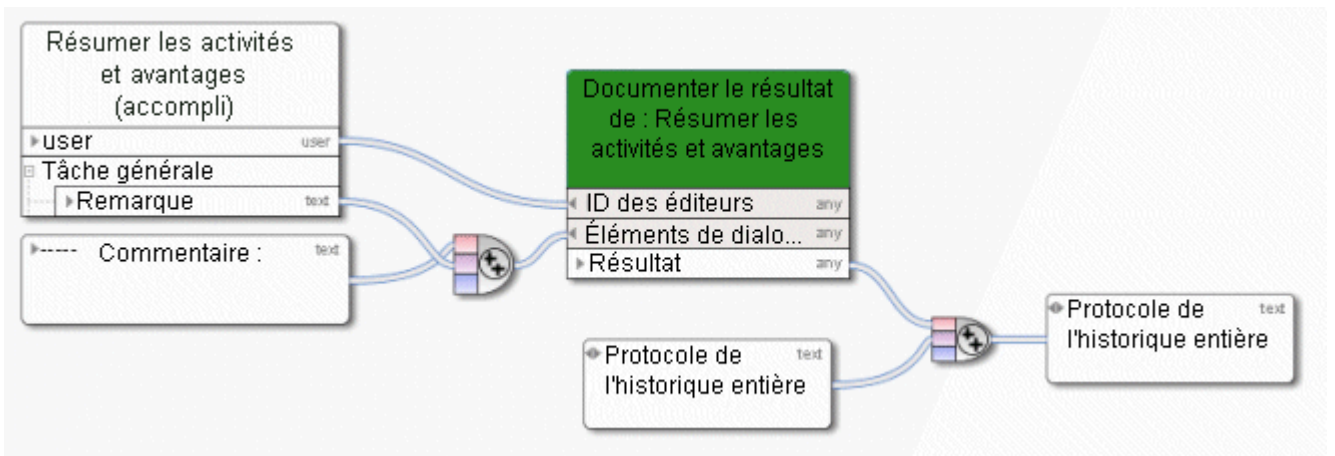 Résumer les activités
et avantages
(accompli)
user user
Tâche générale
Remarque text
------ Commentaire : text
Documenter le résultat
de : Résumer les
activités et avantages
ID des éditeurs any
Éléments de dialo... any
Résultat any
Protocole de text
l'historique entière
Protocole de text
l'historique entière